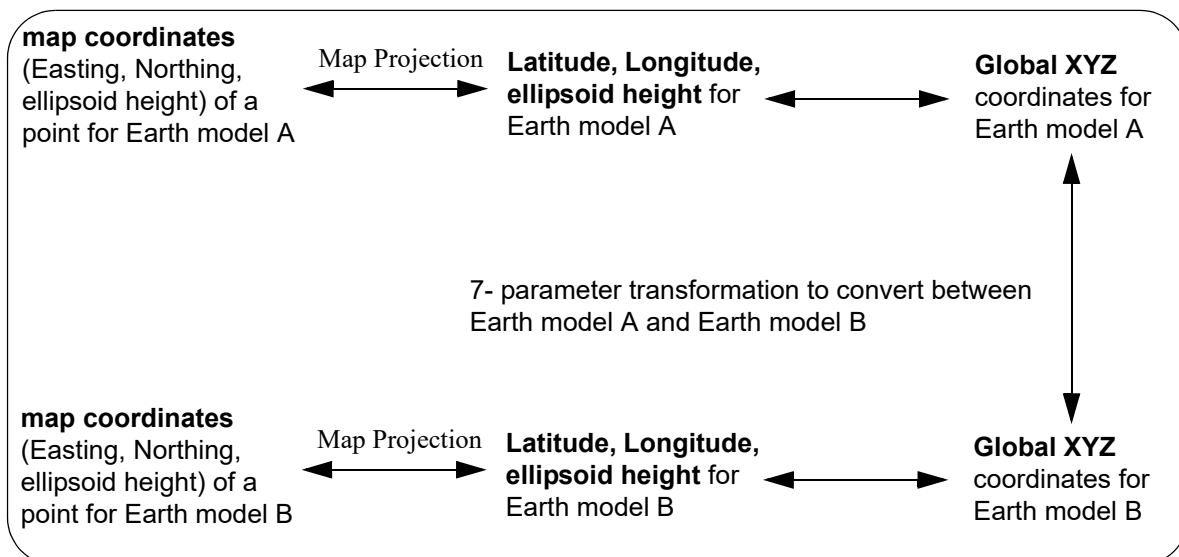 map coordinates
(Easting, Northing,
ellipsoid height) of a
point for Earth model A
Map Projection
Latitude, Longitude,
ellipsoid height for
Earth model A
Global XYZ
coordinates for
Earth model A
7- parameter transformation to convert between
Earth model A and Earth model B
map coordinates
(Easting, Northing,
ellipsoid height) of a
point for Earth model B
Map Projection
Latitude, Longitude,
ellipsoid height for
Earth model B
Global XYZ
coordinates for
Earth model B